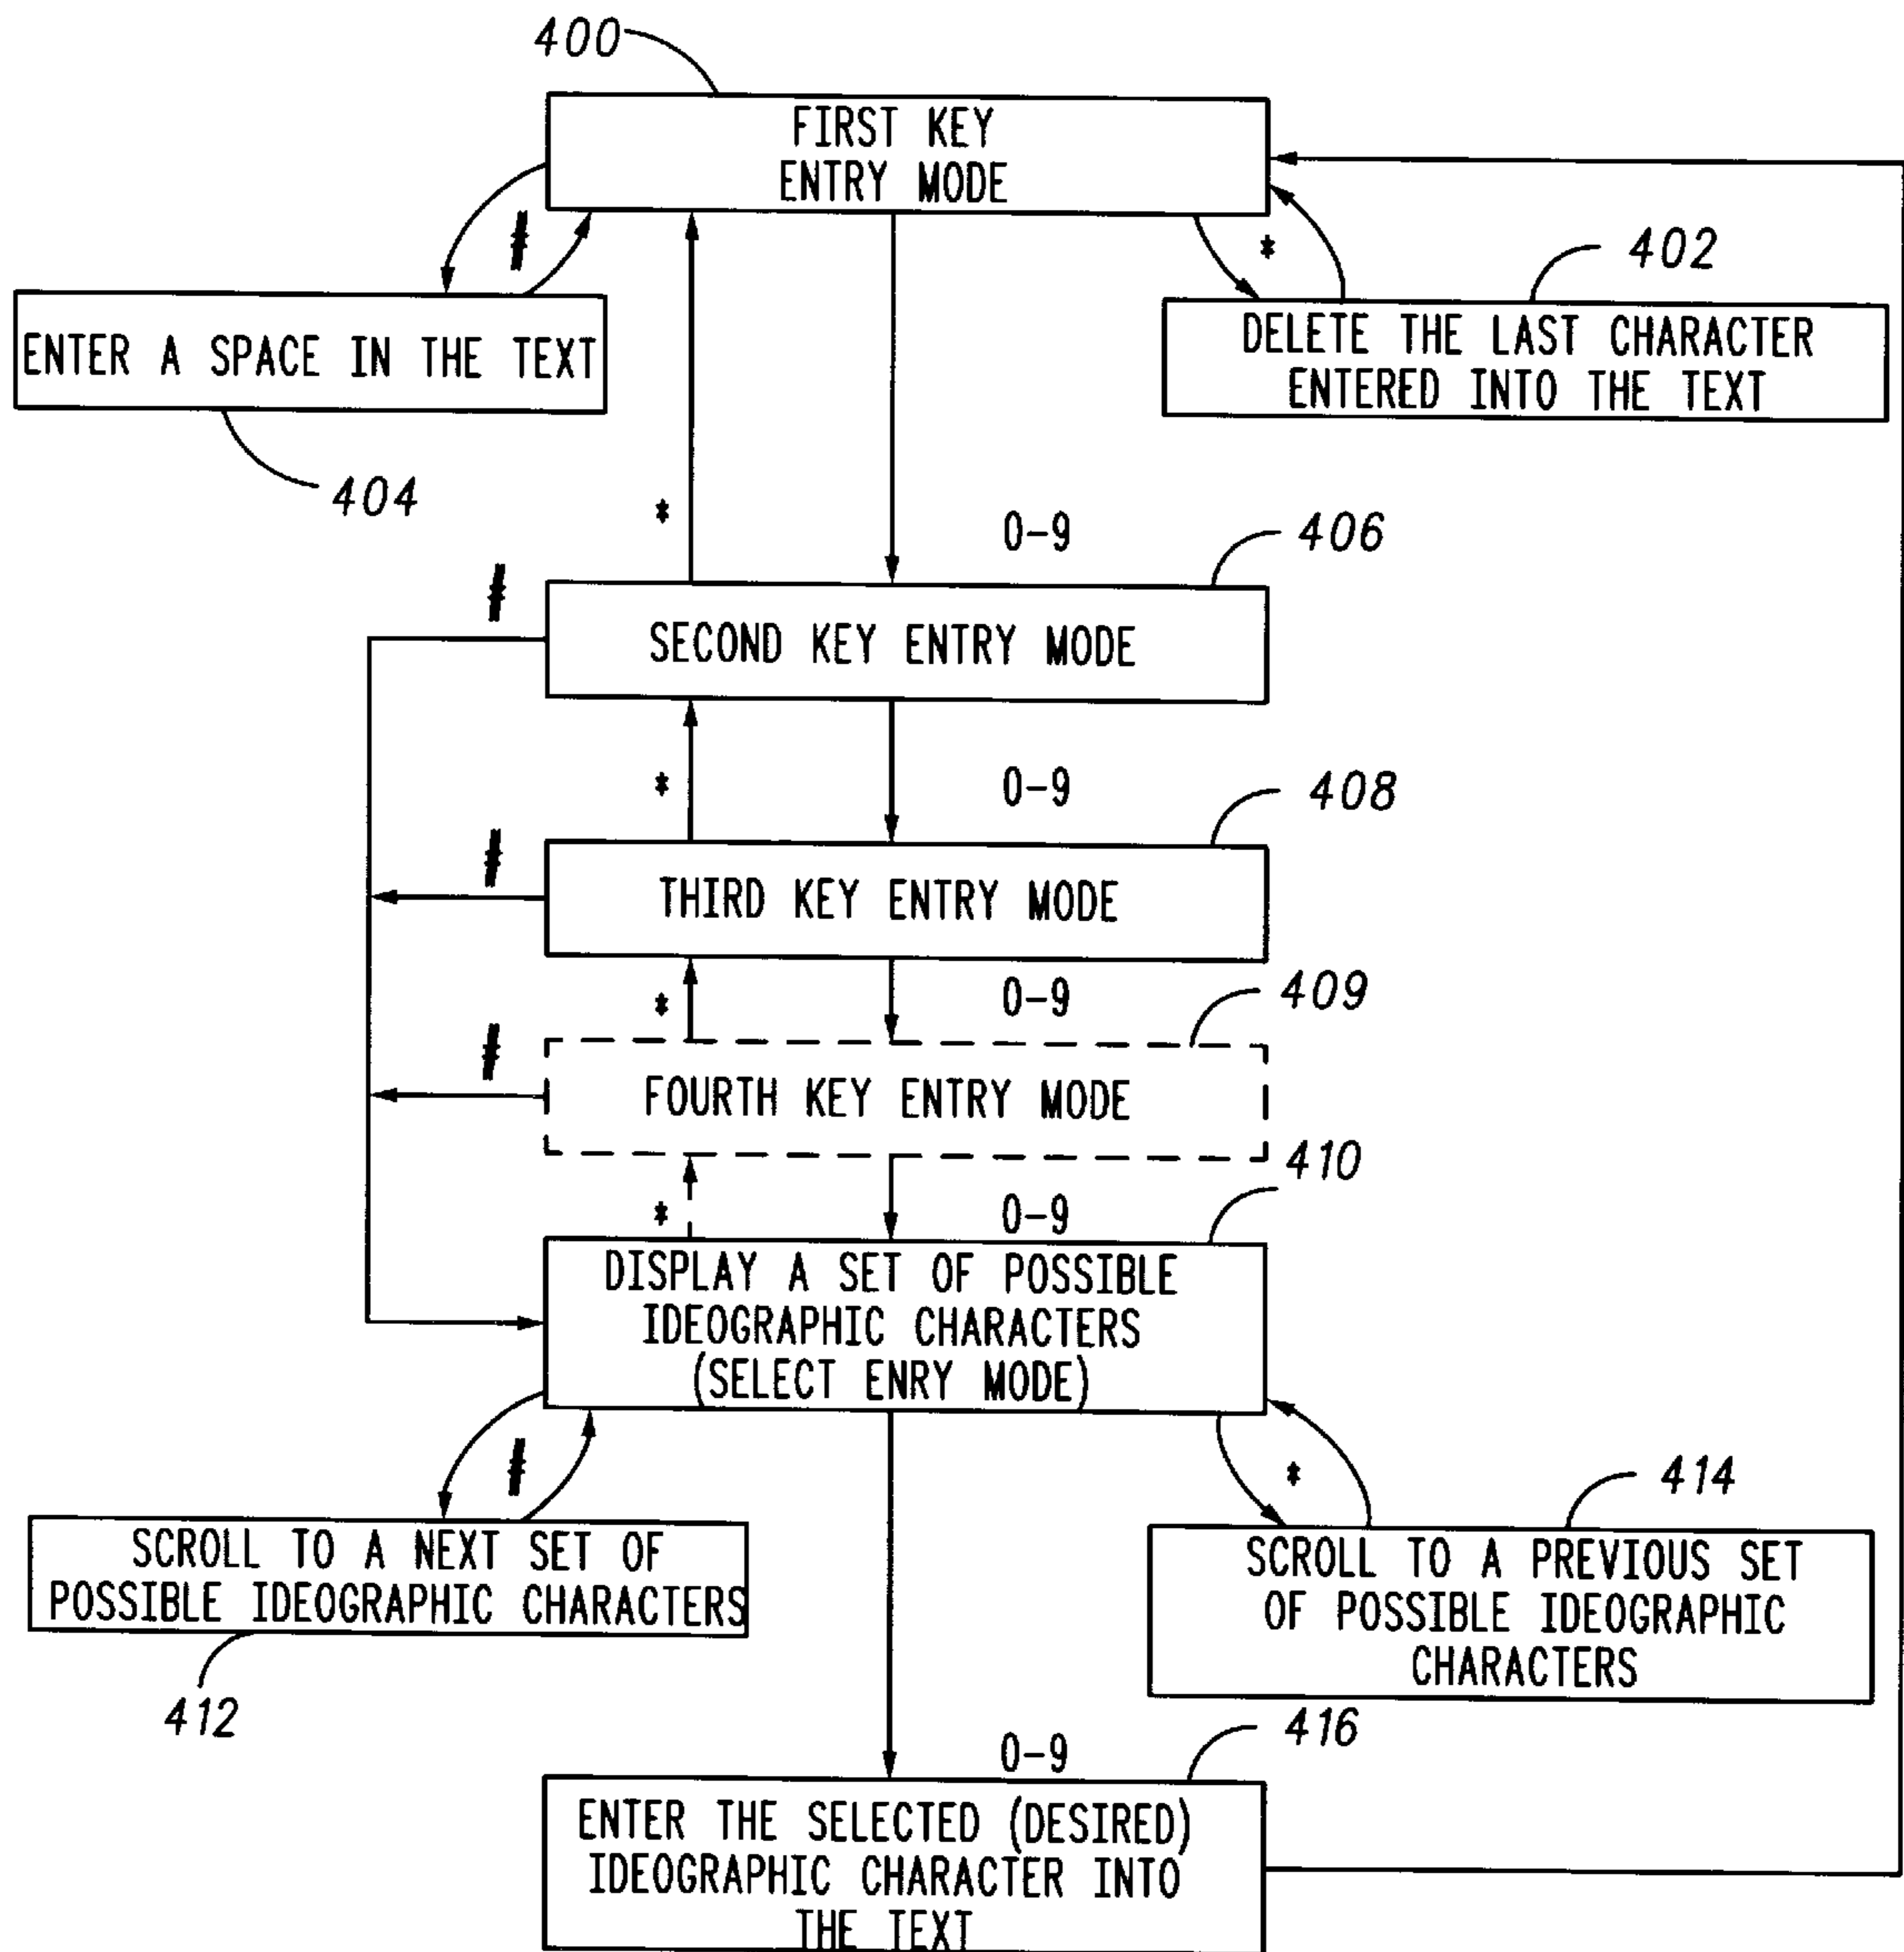 400
FIRST KEY
ENTRY MODE
#
*
402
ENTER A SPACE IN THE TEXT
DELETE THE LAST CHARACTER
ENTERED INTO THE TEXT
404
*
0-9
406
#
SECOND KEY ENTRY MODE
*
0-9
408
#
THIRD KEY ENTRY MODE
*
0-9
409
#
FOURTH KEY ENTRY MODE
410
*
0-9
DISPLAY A SET OF POSSIBLE
IDEOGRAPHIC CHARACTERS
(SELECT ENRY MODE)
#
*
414
SCROLL TO A NEXT SET OF
POSSIBLE IDEOGRAPHIC CHARACTERS
SCROLL TO A PREVIOUS SET
OF POSSIBLE IDEOGRAPHIC
CHARACTERS
412
0-9
416
ENTER THE SELECTED (DESIRED)
IDEOGRAPHIC CHARACTER INTO
THE TEXT